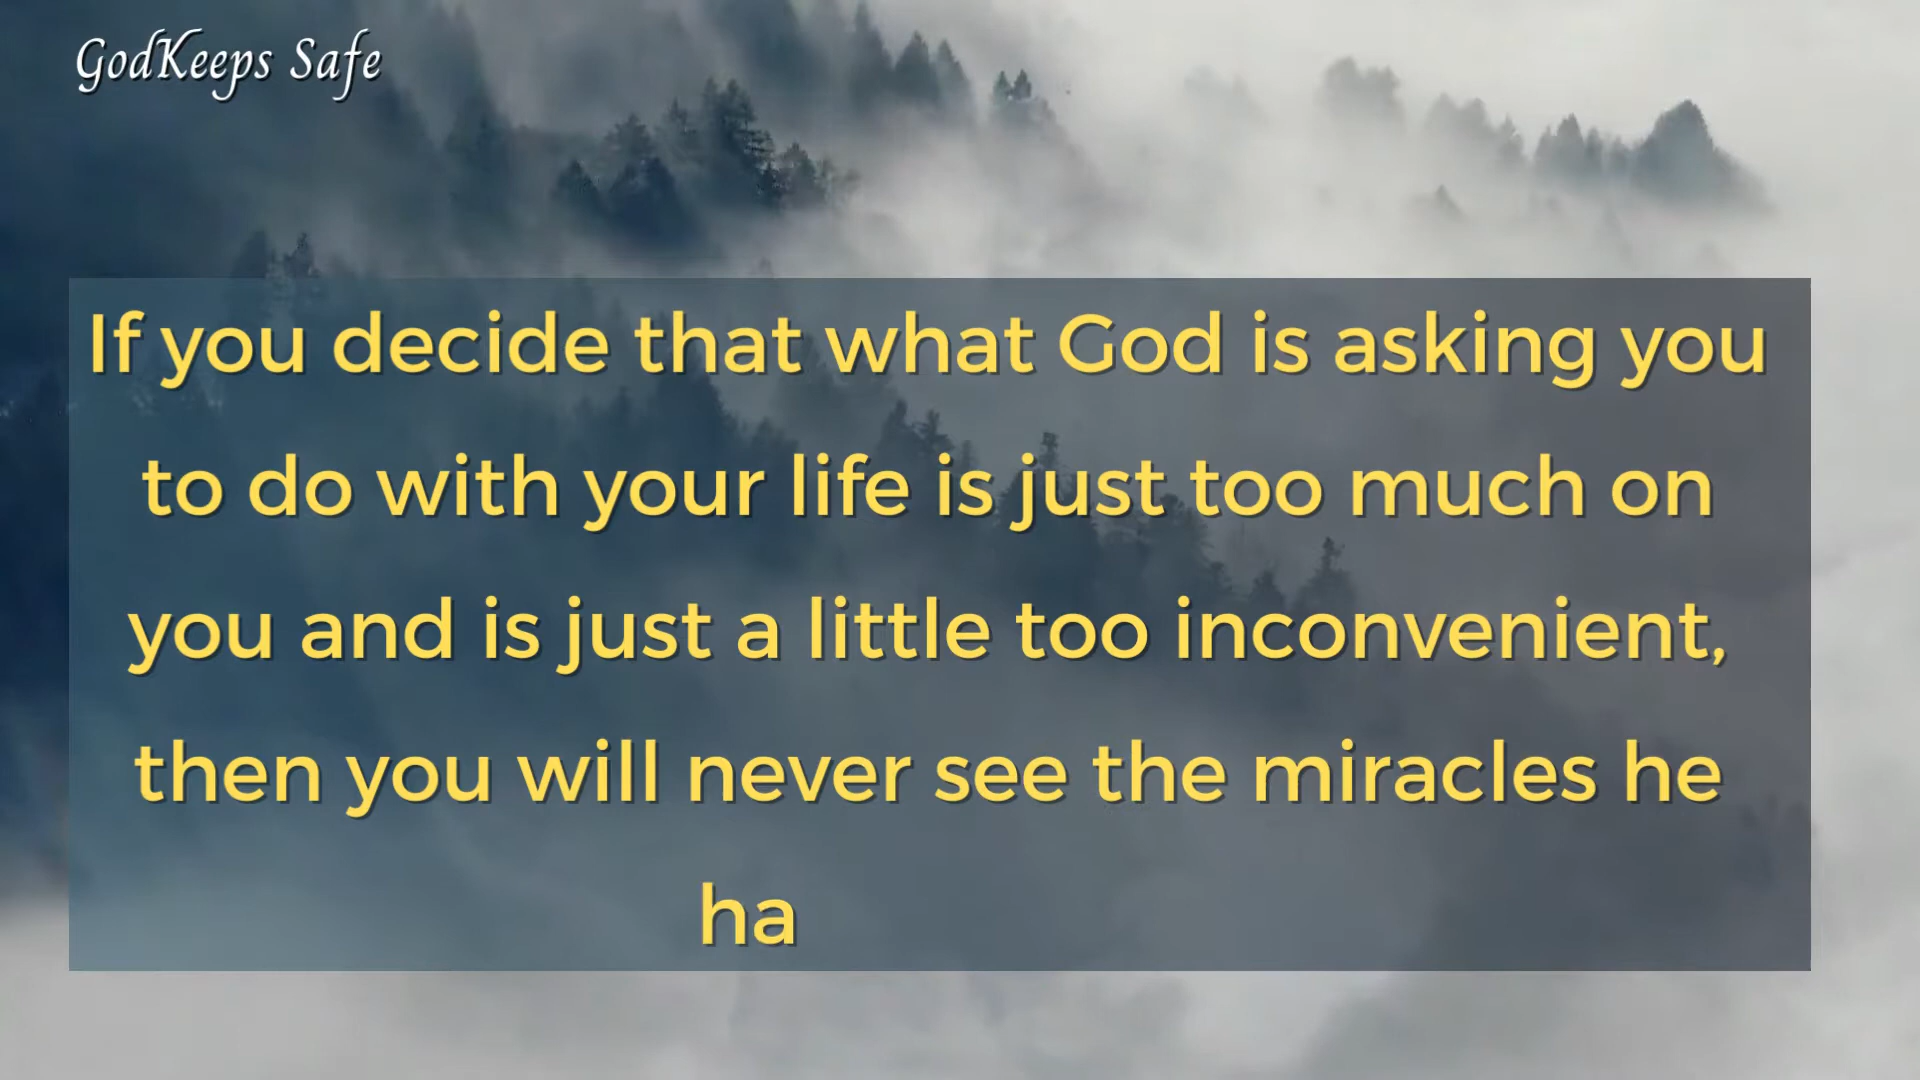 GodKeeps Safe
If you decide that what God is asking you
to do with your life is just too much on
you and is just a little too inconvenient,
then you will never see the miracles he
ha